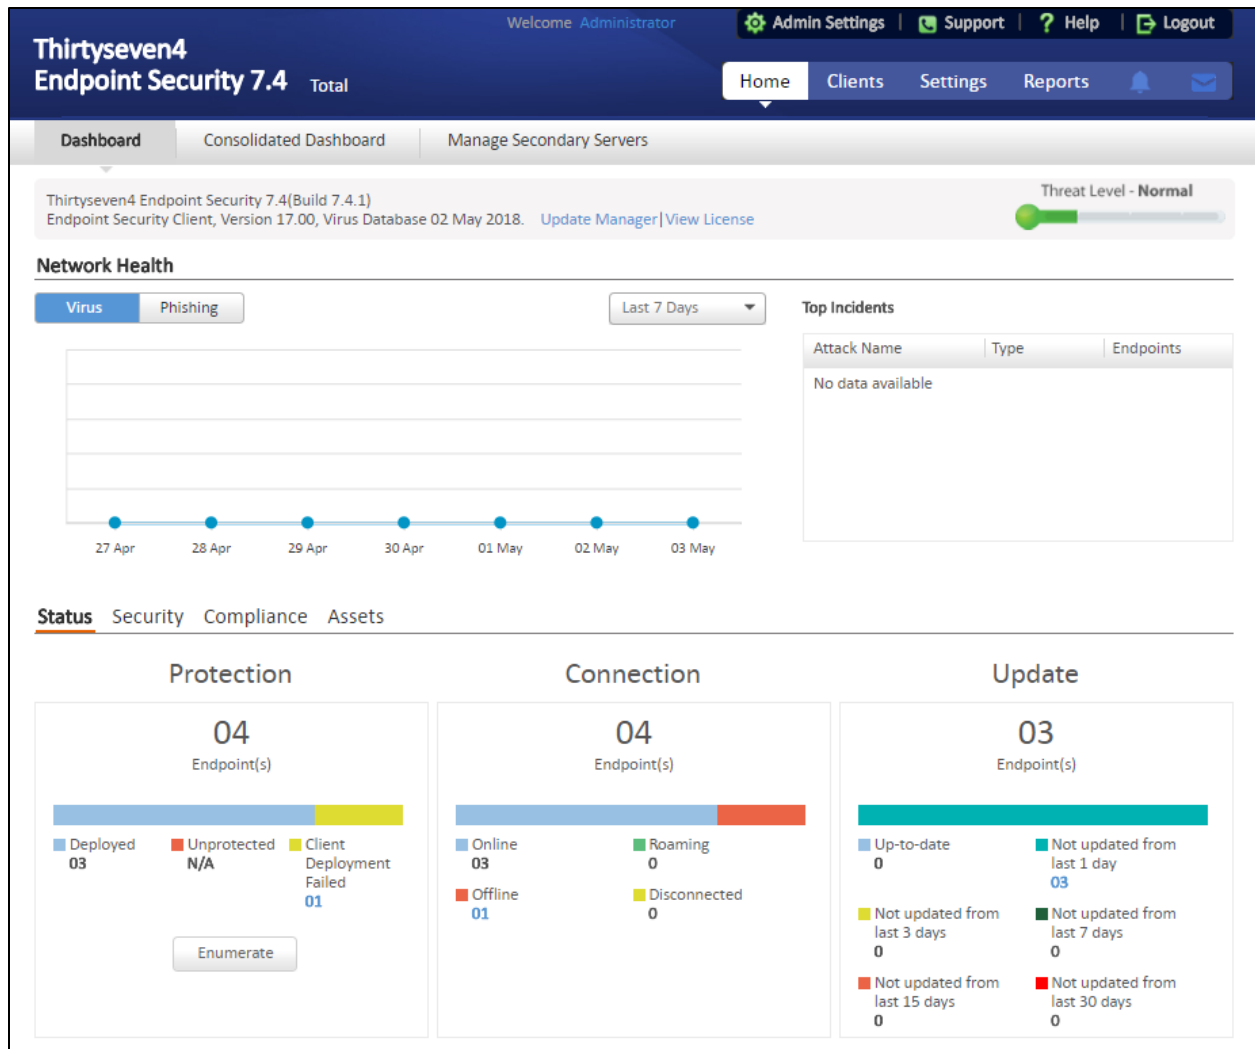 Welcome Administrator
Admin Settings | Support | ? Help | Logout
Thirtyseven4
Endpoint Security 7.4 Total
Home Clients Settings Reports
Dashboard Consolidated Dashboard Manage Secondary Servers
Thirtyseven4 Endpoint Security 7.4(Build 7.4.1)
Endpoint Security Client, Version 17.00, Virus Database 02 May 2018. Update Manager|View License
Threat Level - Normal
Network Health
Virus Phishing
Last 7 Days
27 Apr 28 Apr 29 Apr 30 Apr 01 May 02 May 03 May
Top Incidents
Attack Name Type Endpoints
No data available
Status Security Compliance Assets
Protection
04
Endpoint(s)
Deployed
03
Unprotected
N/A
Client
Deployment
Failed
01
Enumerate
Connection
04
Endpoint(s)
Online
03
Roaming
0
Offline
01
Disconnected
0
Update
03
Endpoint(s)
Up-to-date
0
Not updated from
last 1 day
03
Not updated from
last 3 days
0
Not updated from
last 7 days
0
Not updated from
last 15 days
0
Not updated from
last 30 days
0